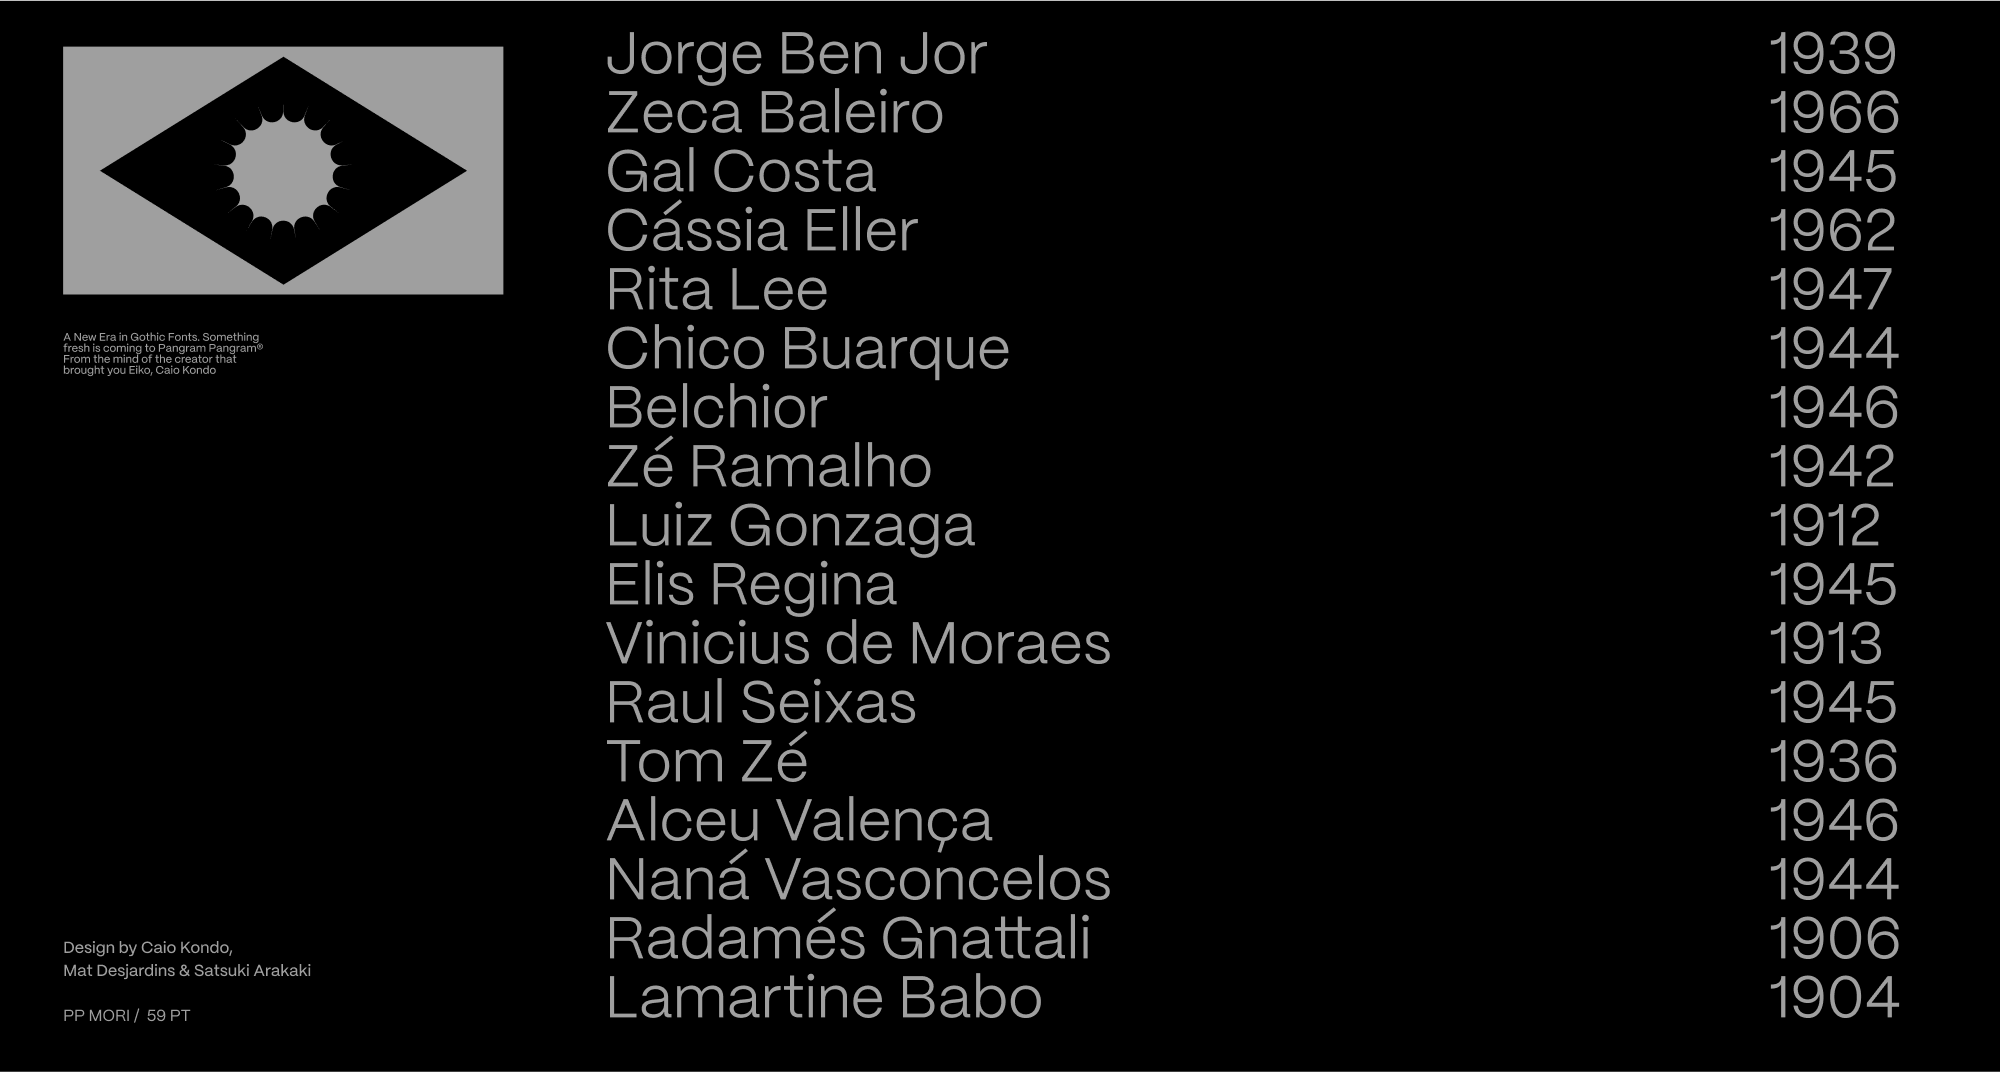 A New Era in Gothic Fonts. Something
fresh is coming to Pangram Pangram®
From the mind of the creator that
brought you Eiko, Caio Kondo
Design by Caio Kondo,
Mat Desjardins & Satsuki Arakaki
PP MORI / 59 PT
Jorge Ben Jor 1939
Zeca Baleiro 1966
Gal Costa 1945
Cássia Eller 1962
Rita Lee 1947
Chico Buarque 1944
Belchior 1946
Zé Ramalho 1942
Luiz Gonzaga 1912
Elis Regina 1945
Vinicius de Moraes 1913
Raul Seixas 1945
Tom Zé 1936
Alceu Valença 1946
Naná Vasconcelos 1944
Radamés Gnattali 1906
Lamartine Babo 1904